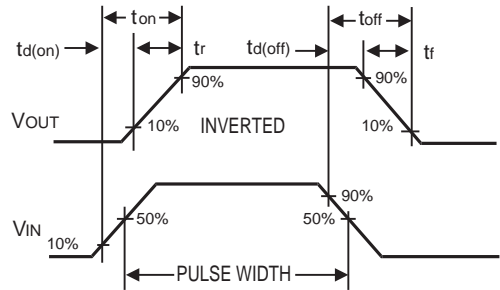 ton
toff
td(on)
tr
td(off)
tf
90%
90%
VOUT
10%
INVERTED
10%
90%
50%
50%
VIN
10%
PULSE WIDTH